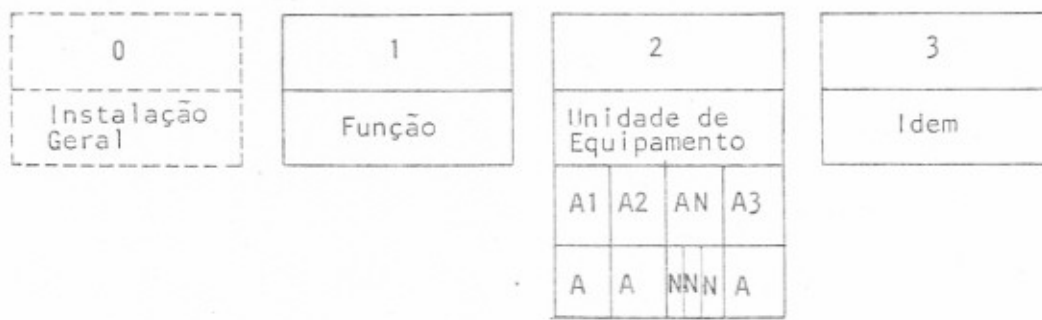 0 1 2 3
Instalação Geral Função Unidade de Equipamento Idem
A1 A2 AN A3
A A NNN A